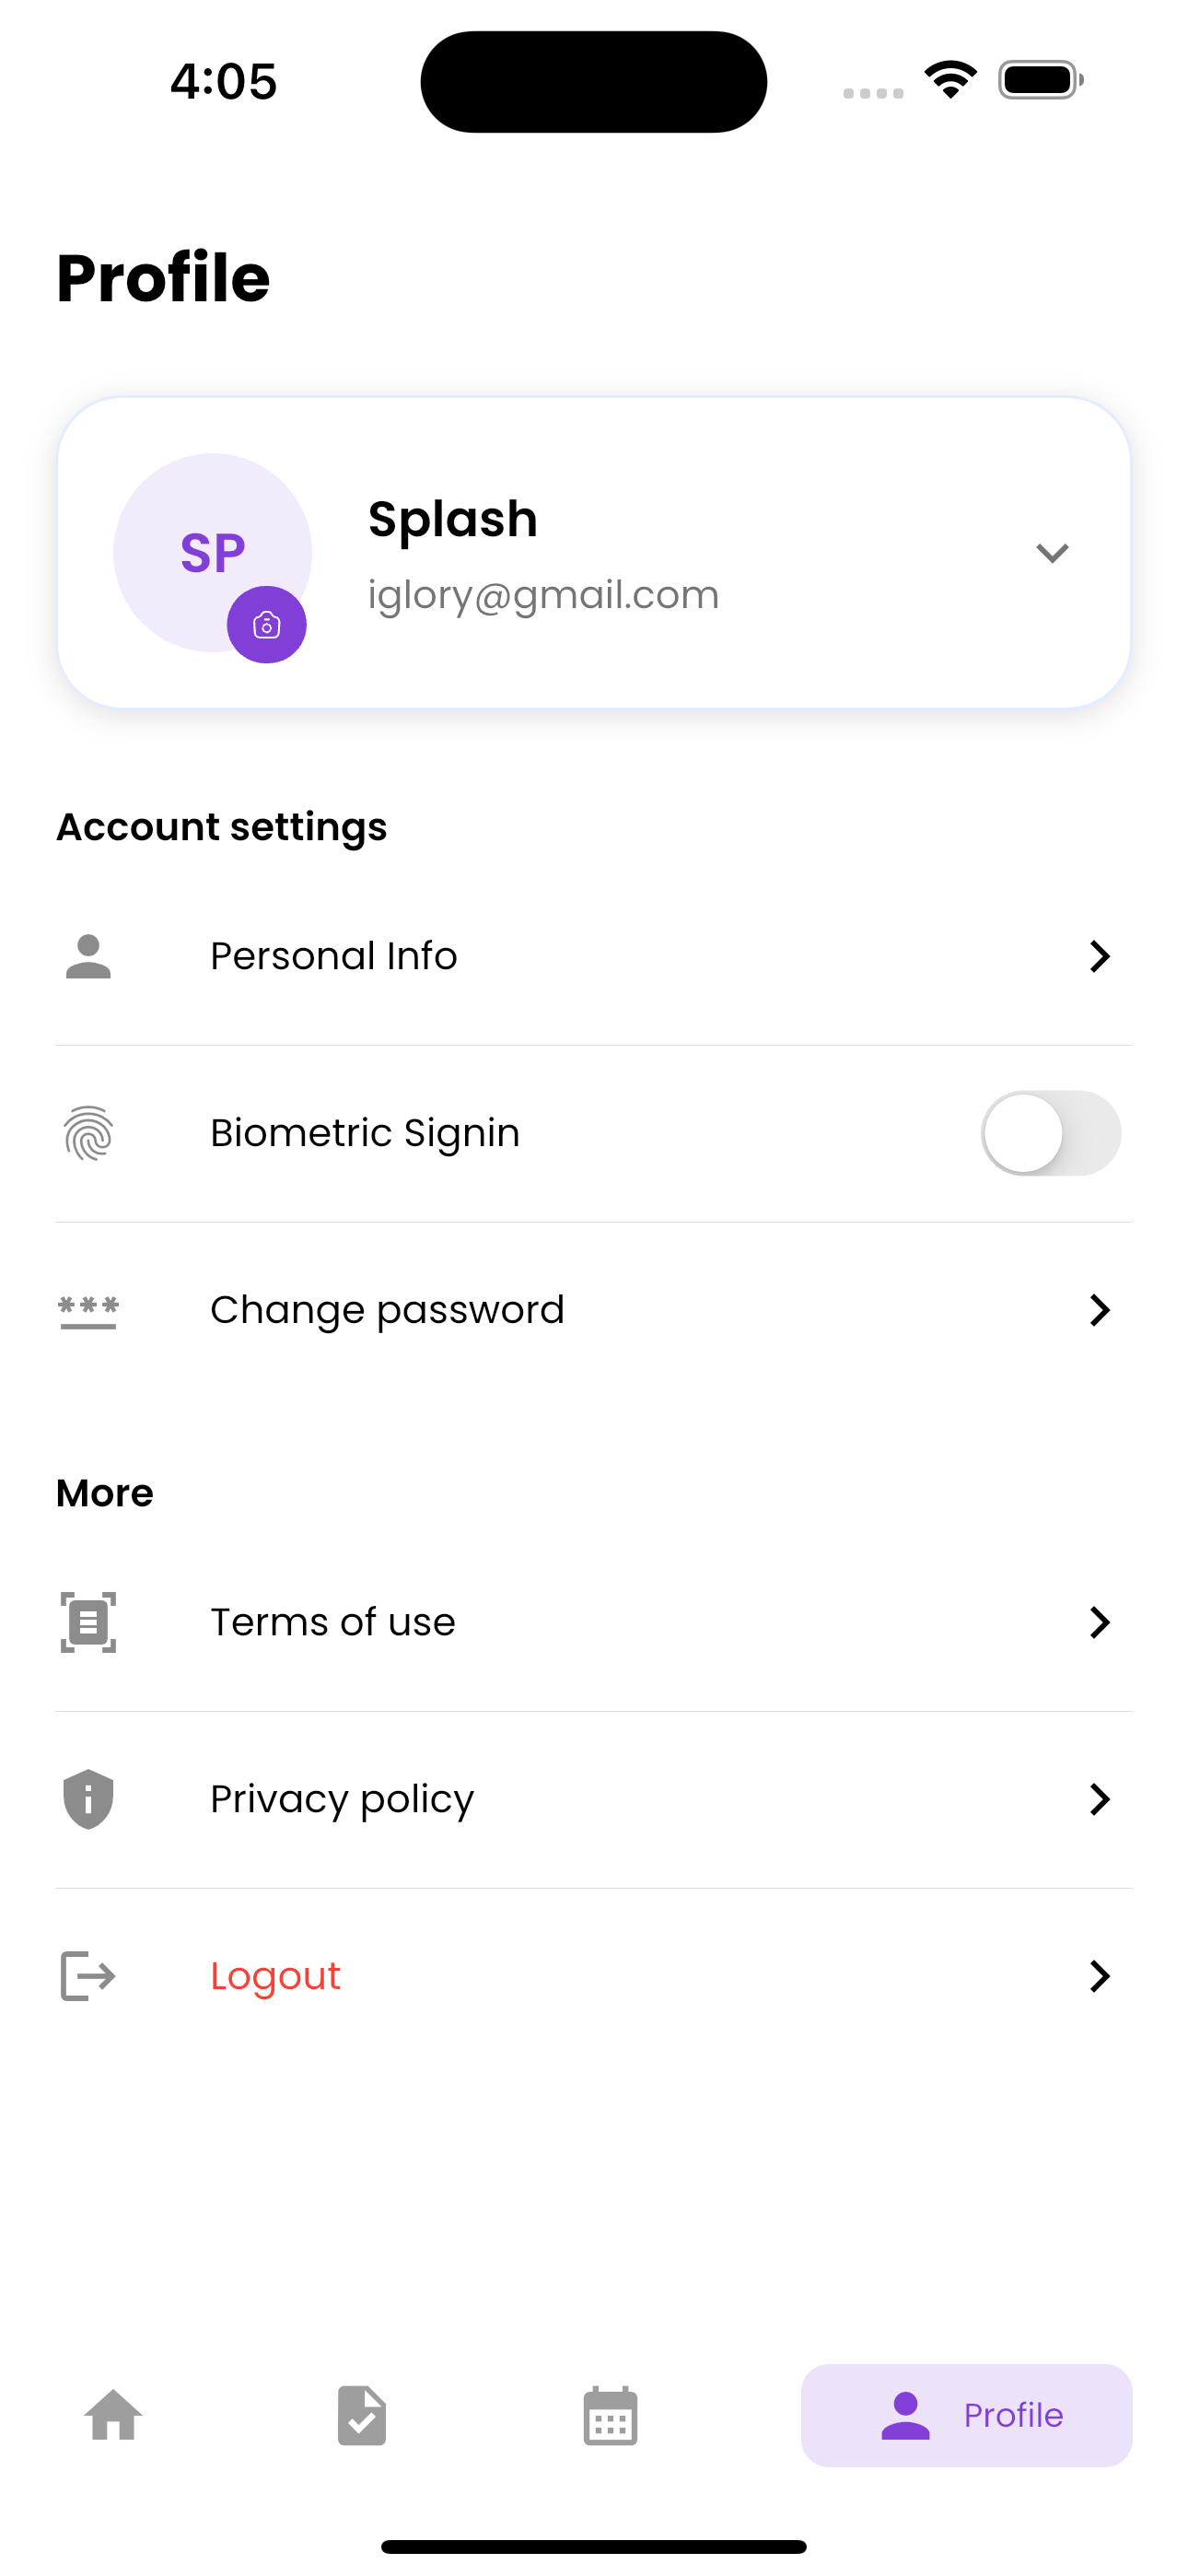 4:05
Profile
SP
Splash
iglory@gmail.com
Account settings
Personal Info
Biometric Signin
Change password
More
Terms of use
Privacy policy
Logout
Profile